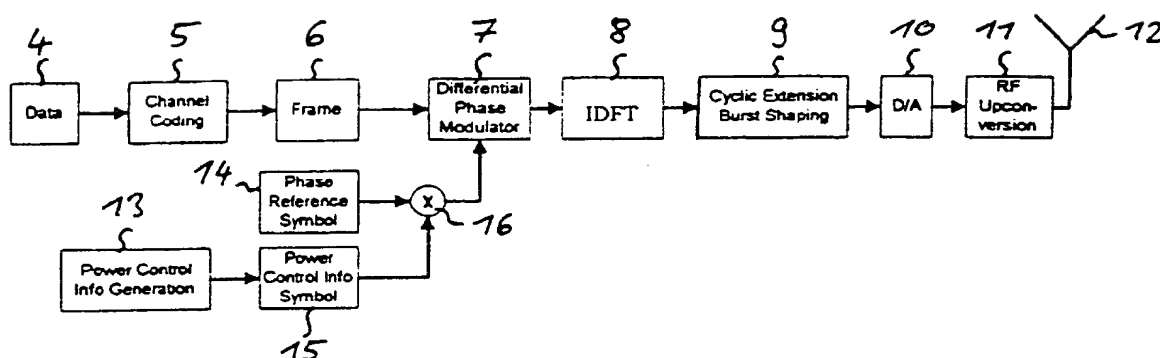 4 5 6 7 8 9 10 11 12
Data
Channel
Coding
Frame
Differential
Phase
Modulator
IDFT
Cyclic Extension
Burst Shaping
D/A
RF
Upcon-
version
14
Phase
Reference
Symbol
X
16
13
Power Control
Info Generation
Power
Control Info
Symbol
15